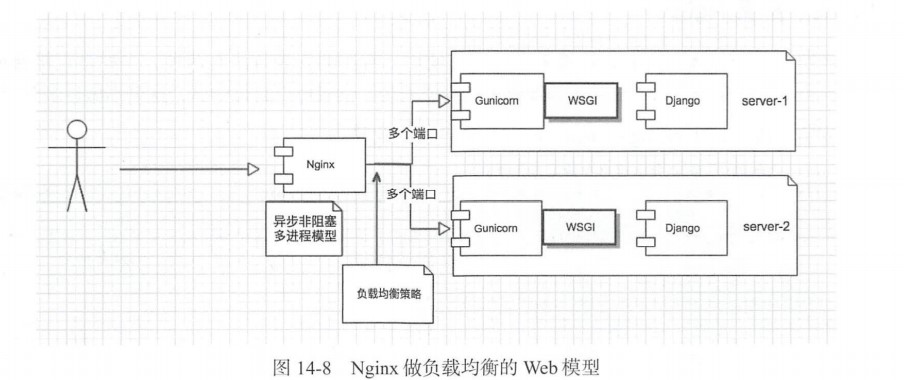 Gunicorn
WSGI
Django
server-1
多个端口
Nginx
多个端口
异步非阻塞
多进程模型
Gunicorn
WSGI
Django
server-2
负载均衡策略
图 14-8 Nginx 做负载均衡的 Web 模型